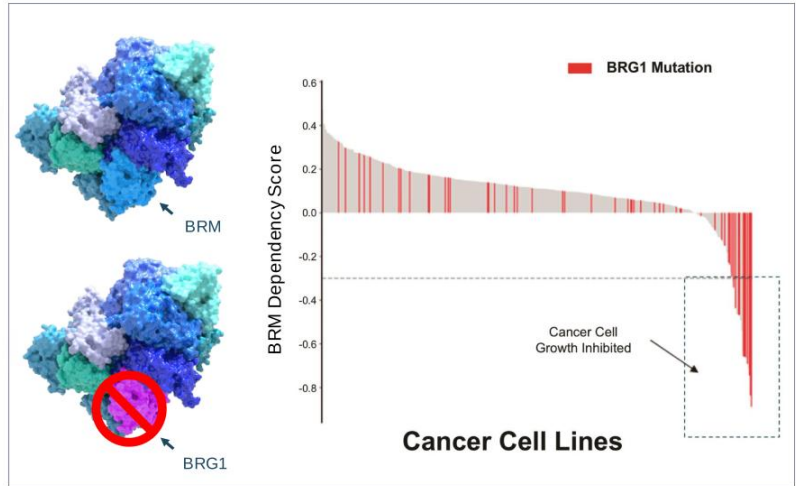 BRM
BRG1
BRG1 Mutation
BRM Dependency Score
0.6
0.4
0.2
0.0
-0.2
-0.4
-0.6
-0.8
Cancer Cell
Growth Inhibited
Cancer Cell Lines